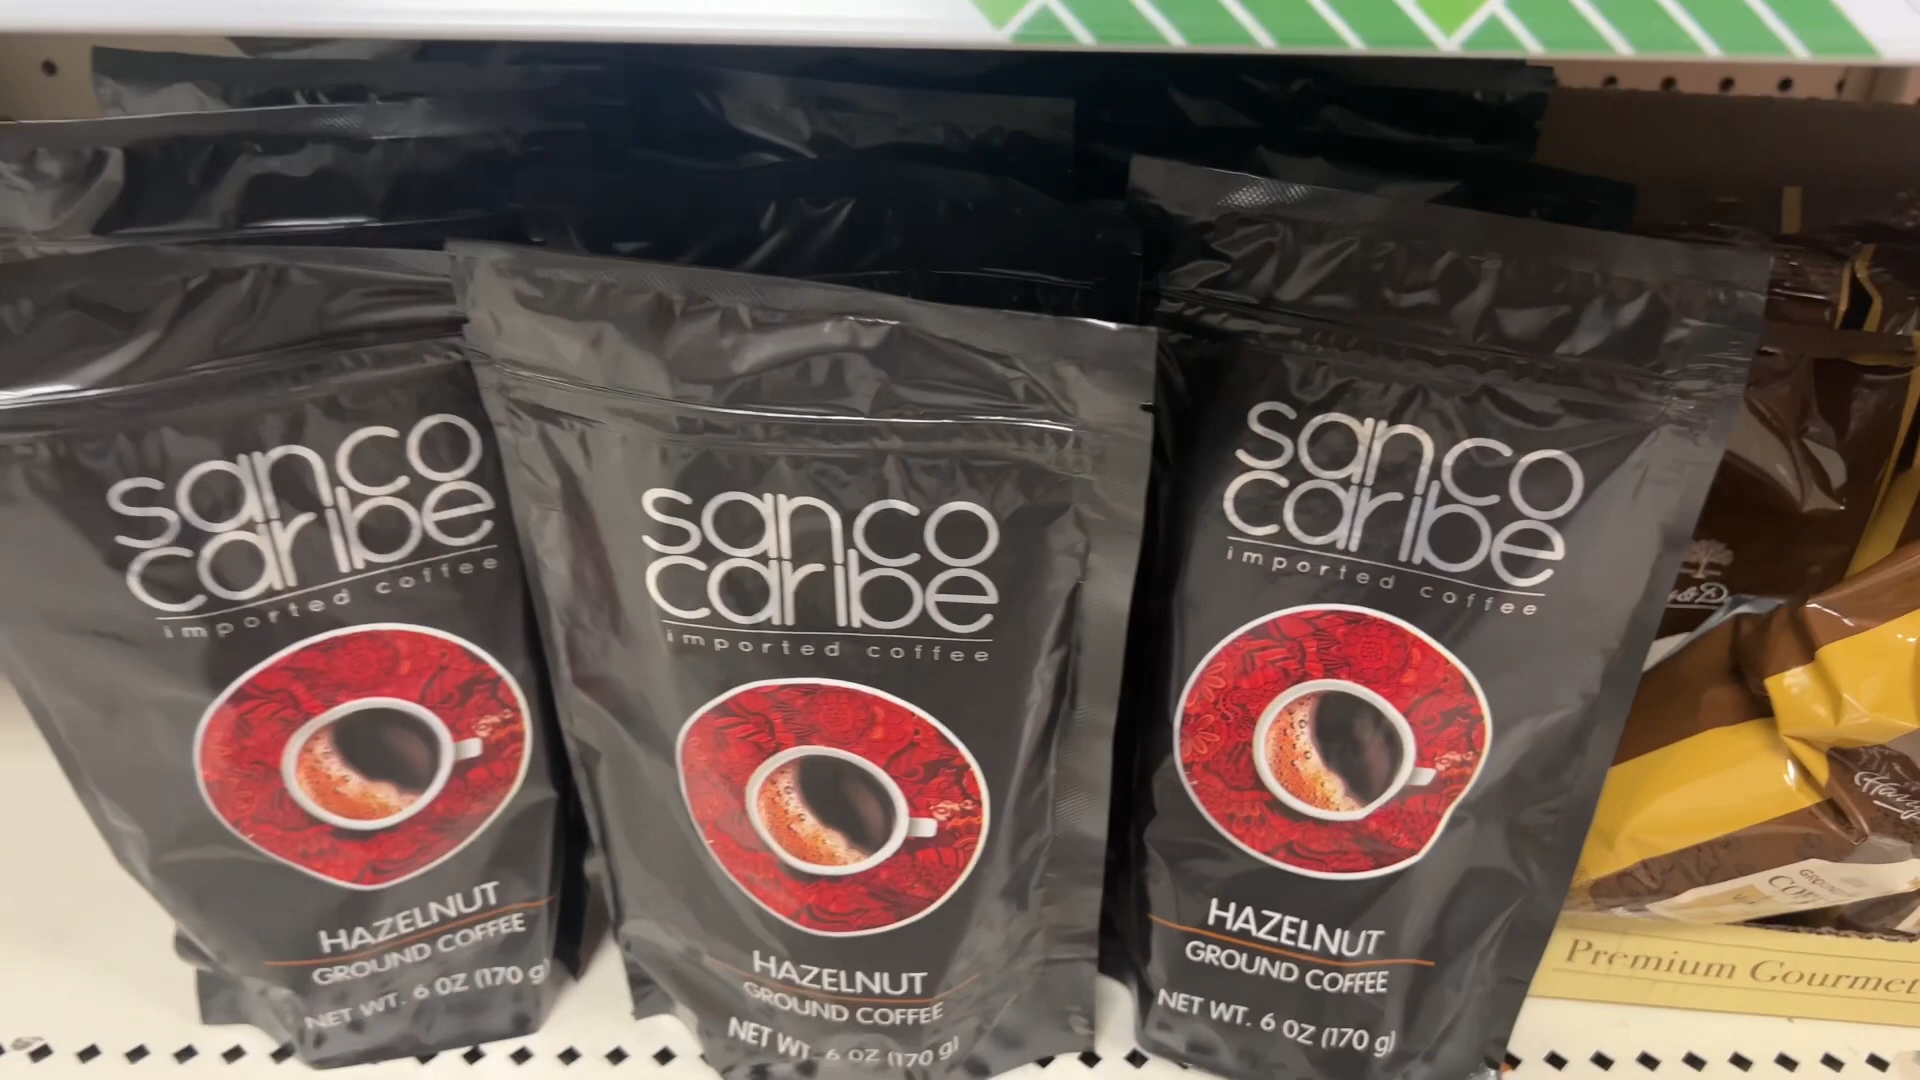 sanco
caribe
imported coffee
HAZELNUT
GROUND COFFEE
NET WT. 6 OZ (170 g)
sanco
caribe
imported coffee
HAZELNUT
GROUND COFFEE
NET WT. 6 OZ (170 g)
sanco
caribe
imported coffee
HAZELNUT
GROUND COFFEE
NET WT. 6 OZ (170 g)
Premium Gourmet